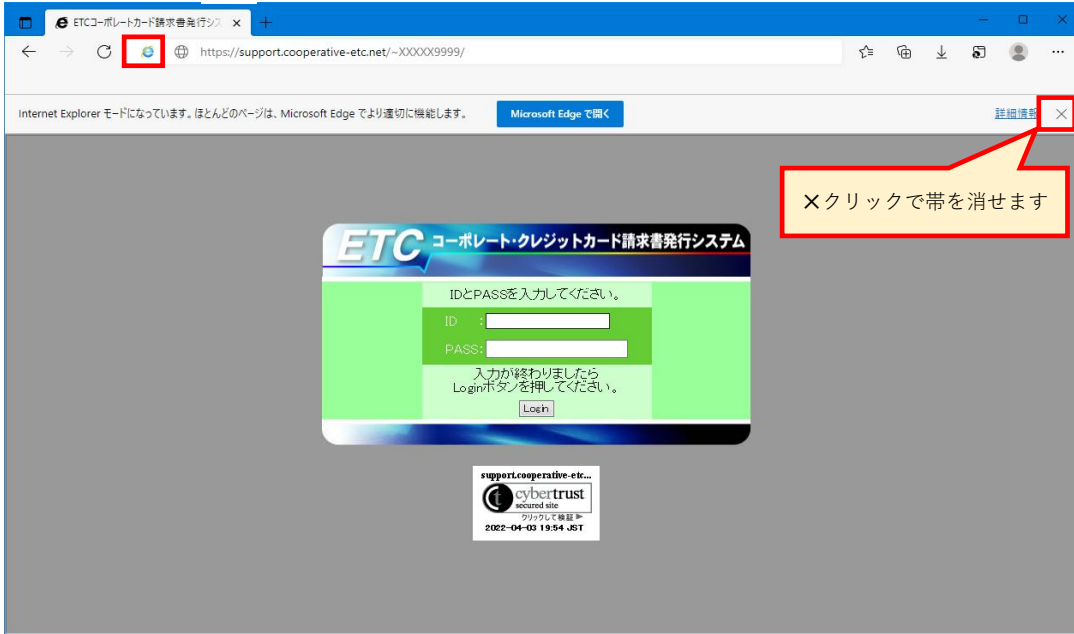 ETCコーポレートカード請求書発行シス
https://support.cooperative-etc.net/~XXXXX9999/
Internet Explorer モードになっています。ほとんどのページは、Microsoft Edge でより適切に機能します。
Microsoft Edge で開く
詳細情報
✕クリックで帯を消せます
ETC コーポレート・クレジットカード請求書発行システム
IDとPASSを入力してください。
ID :
PASS:
入力が終わりましたら
Loginボタンを押してください。
Login
support.cooperative-etc...
cybertrust
secured site
クリックして検証
2022-04-03 19:54 JST